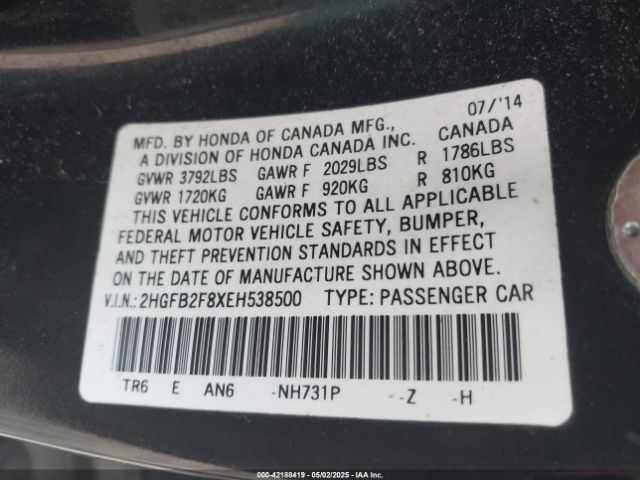 07/'14
MFD. BY HONDA OF CANADA MFG., CANADA
A DIVISION OF HONDA CANADA INC.
GVWR 3792LBS GAWR F 2029LBS R 1786LBS
GVWR 1720KG GAWR F 920KG R 810KG
THIS VEHICLE CONFORMS TO ALL APPLICABLE
FEDERAL MOTOR VEHICLE SAFETY, BUMPER,
AND THEFT PREVENTION STANDARDS IN EFFECT
ON THE DATE OF MANUFACTURE SHOWN ABOVE.
V.I.N.:2HGFB2F8XEH538500 TYPE: PASSENGER CAR
TR6 E AN6 -NH731P -Z -H
000-42188419 - 05/02/2025 - IAA Inc.